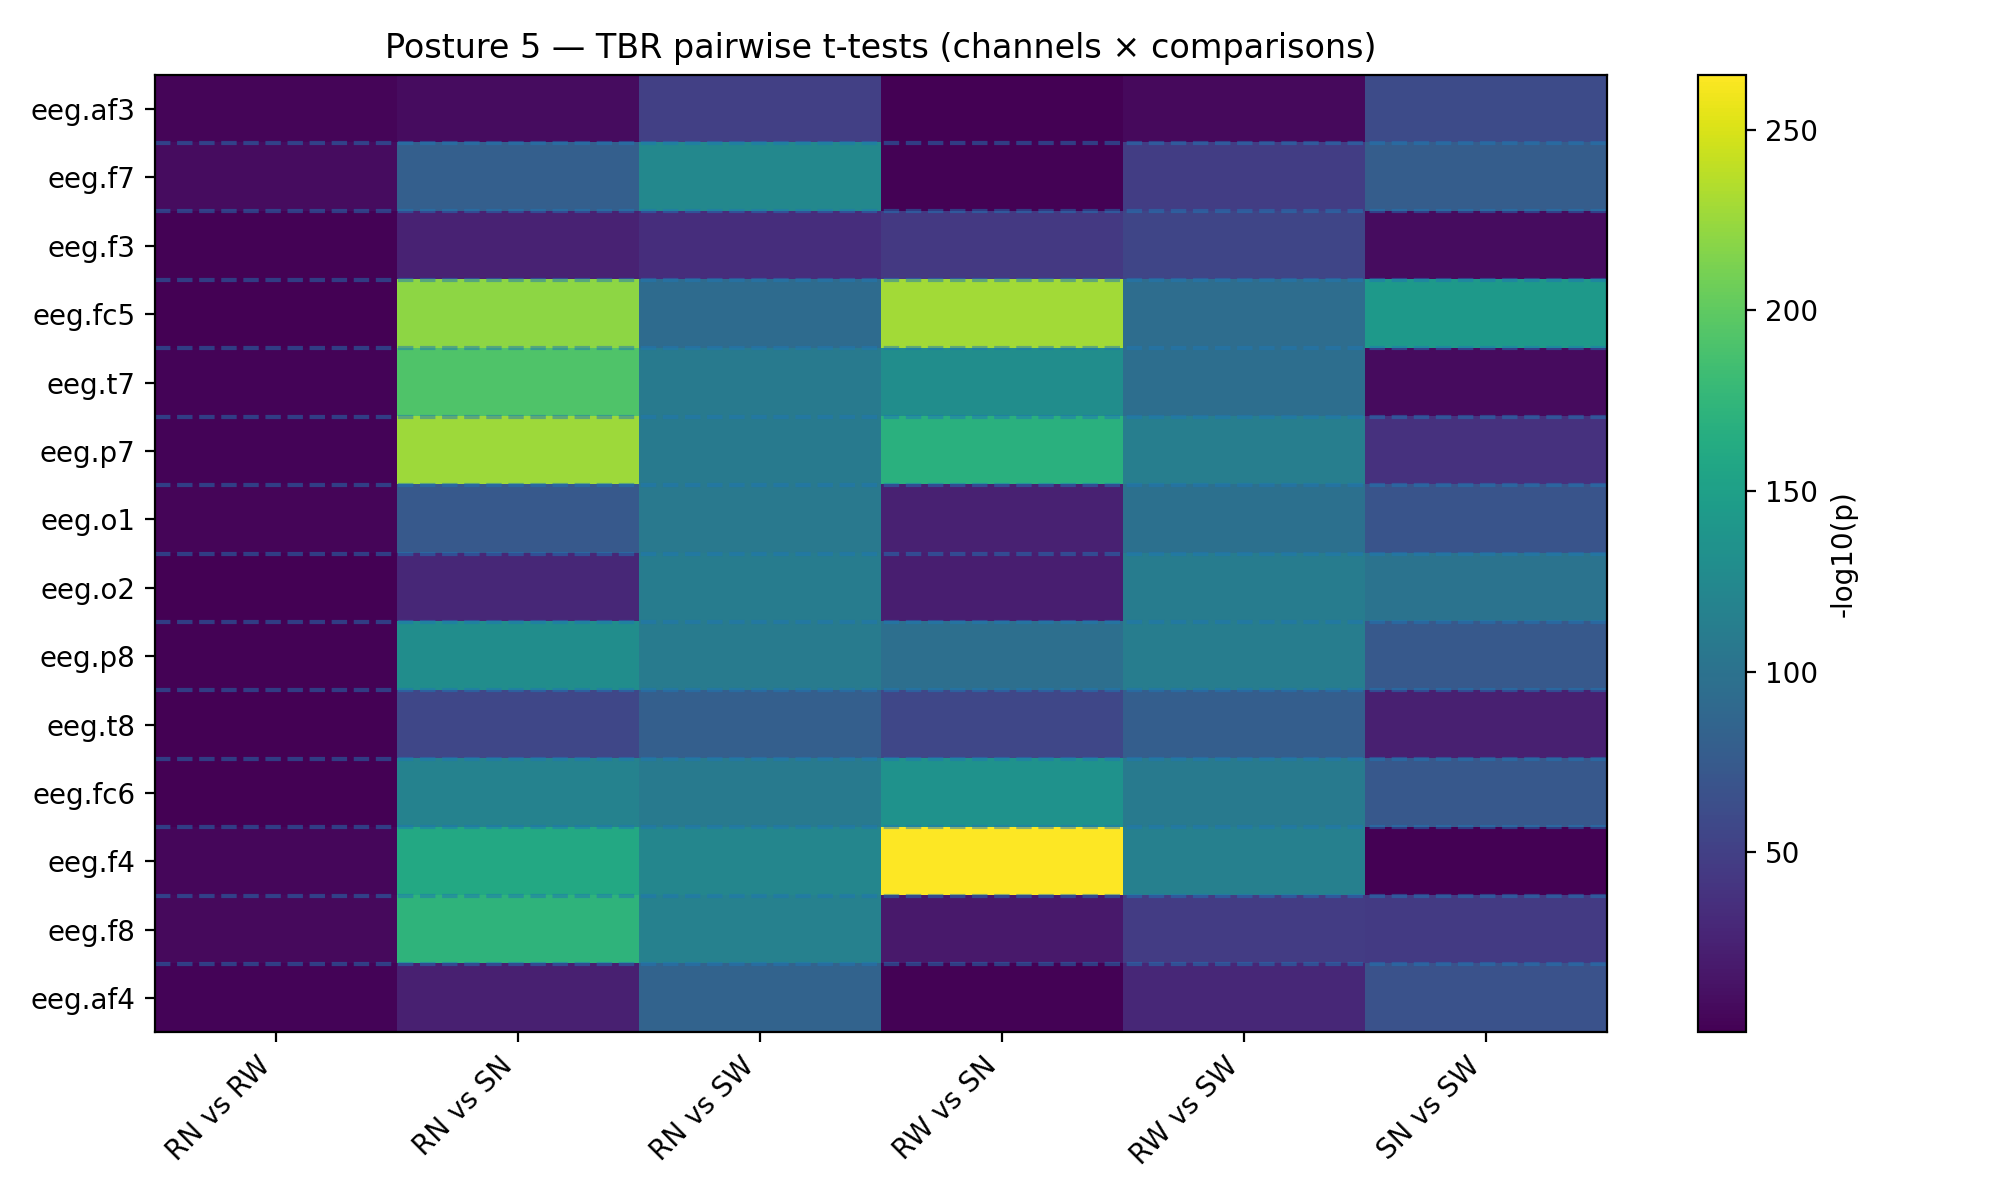 Posture 5 — TBR pairwise t-tests (channels × comparisons)
eeg.af3
eeg.f7
eeg.f3
eeg.fc5
eeg.t7
eeg.p7
eeg.o1
eeg.o2
eeg.p8
eeg.t8
eeg.fc6
eeg.f4
eeg.f8
eeg.af4
RN vs RW
RN vs SN
RN vs SW
RW vs SN
RW vs SW
SN vs SW
250
200
150
100
50
-log10(p)